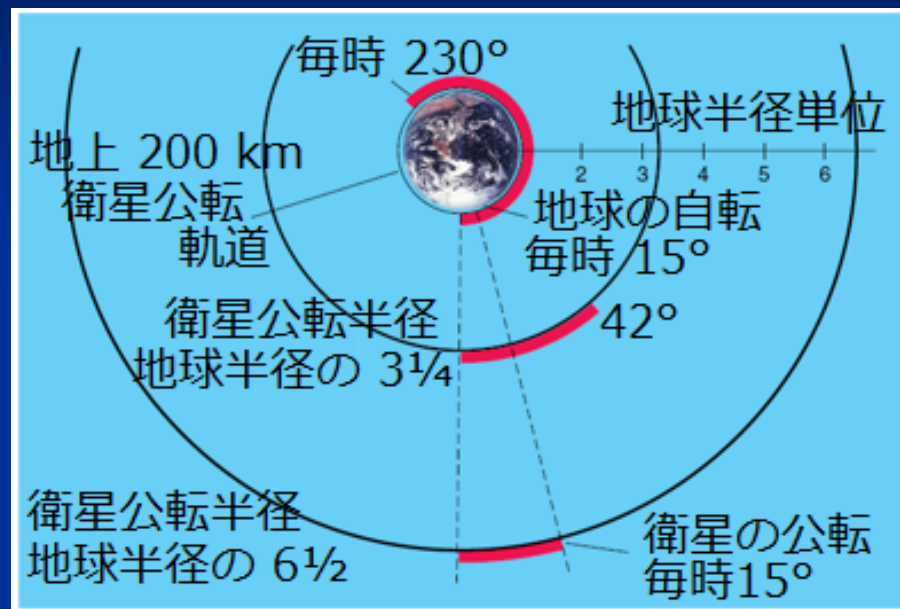 毎時 230°
地球半径単位
2 3 4 5 6
地上 200 km
衛星公転
軌道
地球の自転
毎時 15°
衛星公転半径
地球半径の 3¼
42°
衛星公転半径
地球半径の 6½
衛星の公転
毎時15°